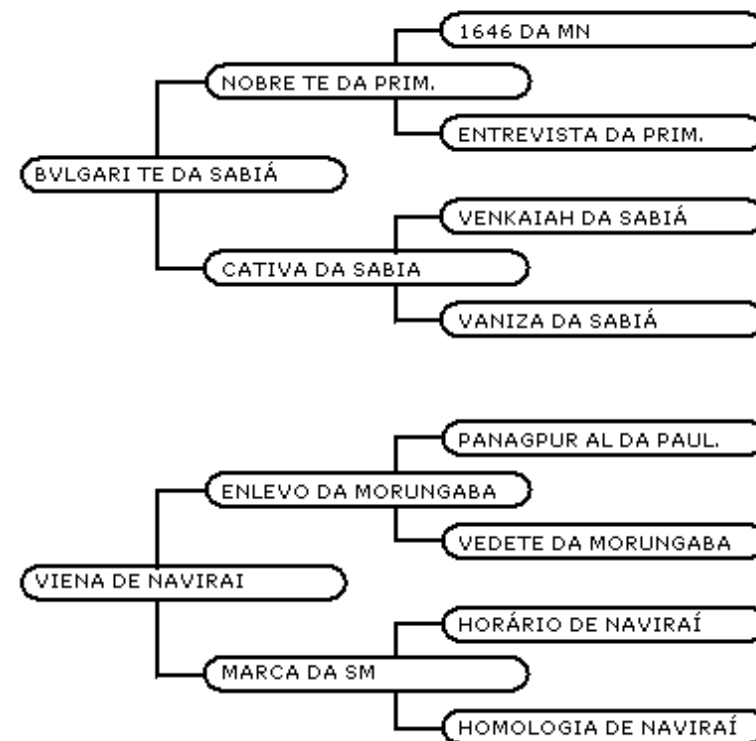 1646 DA MN
NOBRE TE DA PRIM.
ENTREVISTA DA PRIM.
BVLGARI TE DA SABIÁ
VENKAIAH DA SABIÁ
CATIVA DA SABIA
VANIZA DA SABIÁ
PANAGPUR AL DA PAUL.
ENLEVO DA MORUNGABA
VEDETE DA MORUNGABA
VIENA DE NAVIRAI
HORÁRIO DE NAVIRAÍ
MARCA DA SM
HOMOLOGIA DE NAVIRAÍ